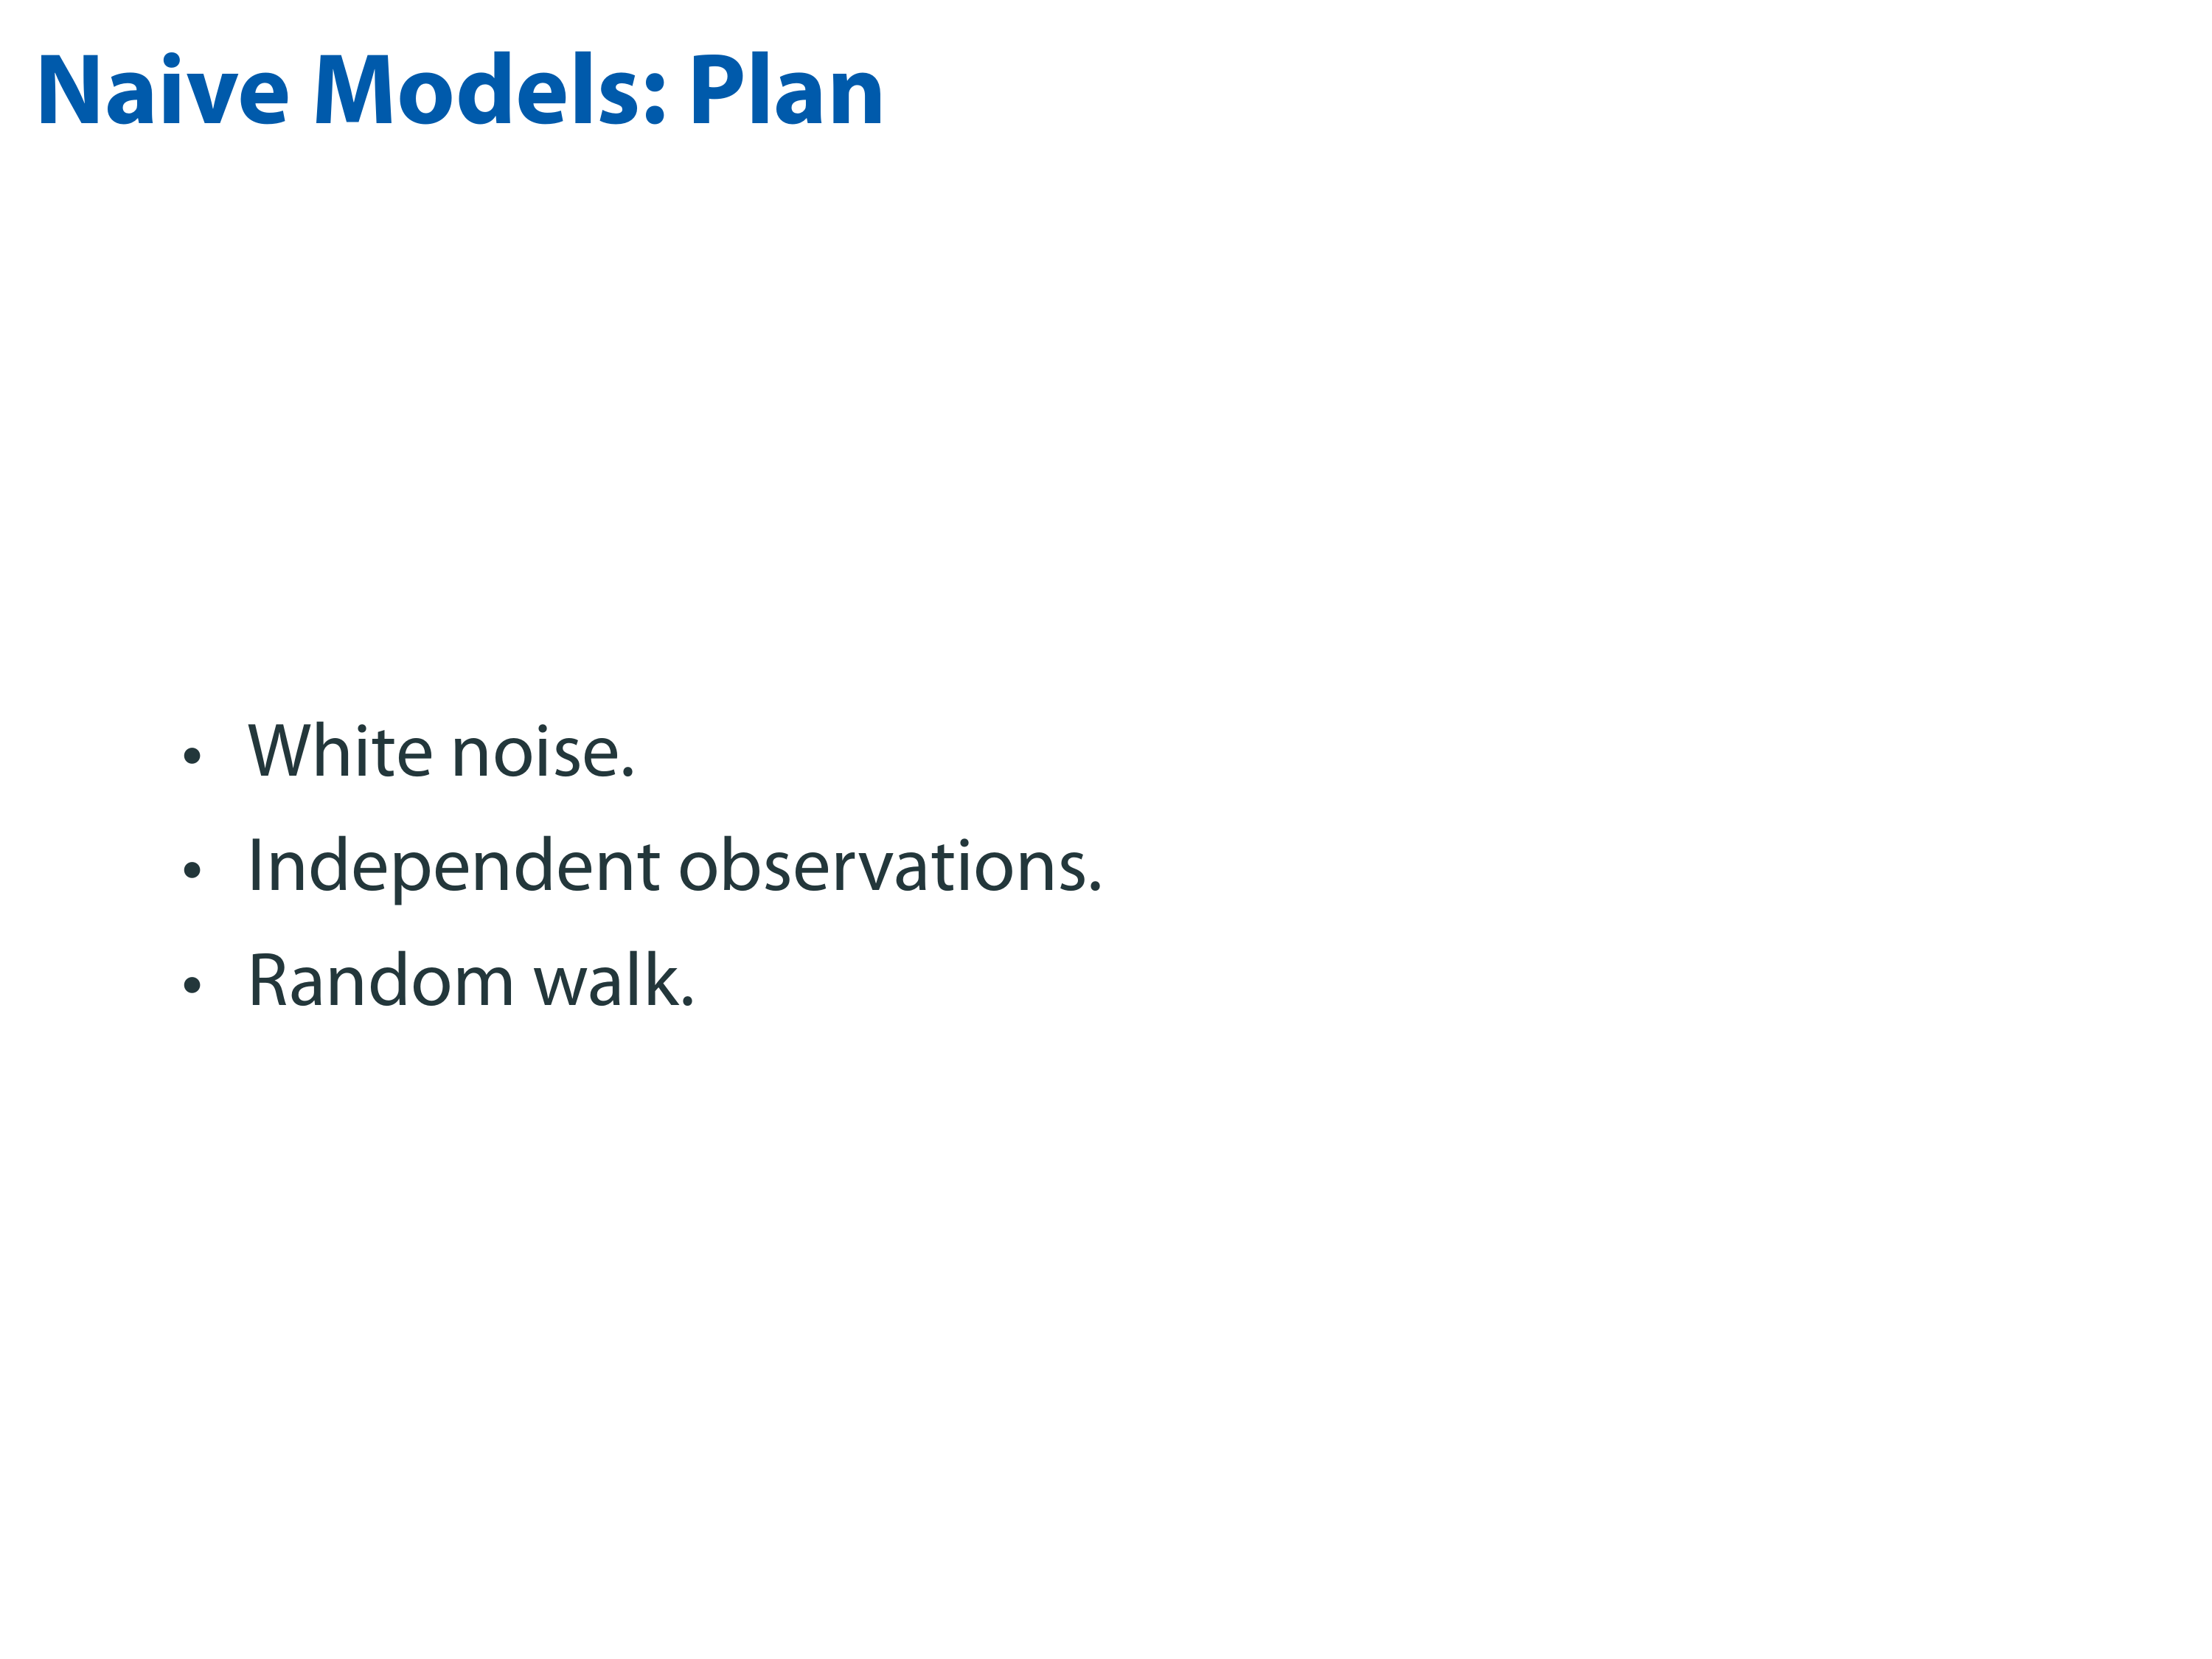 Naive Models: Plan
• White noise.
• Independent observations.
• Random walk.